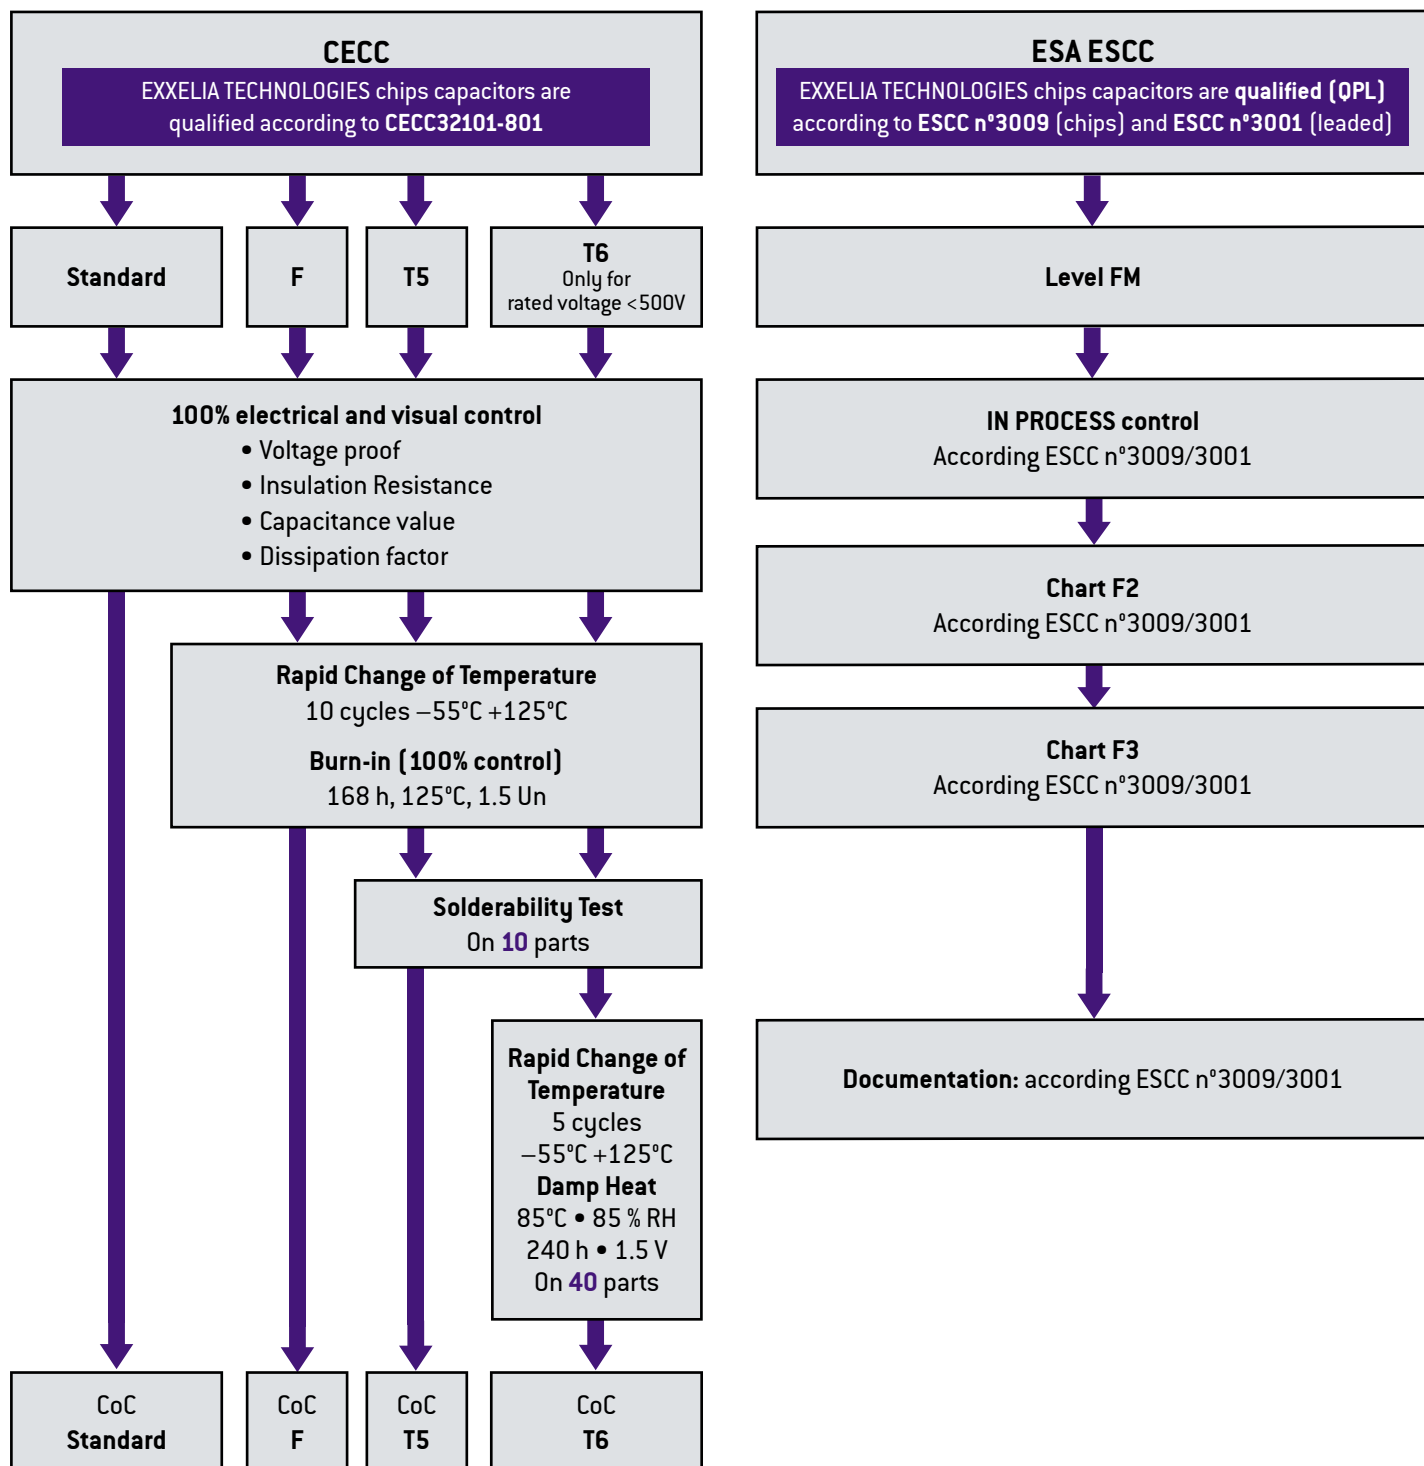 CECC
EXXELIA TECHNOLOGIES chips capacitors are
qualified according to CECC32101-801
Standard
F
T5
T6
Only for
rated voltage <500V
100% electrical and visual control
• Voltage proof
• Insulation Resistance
• Capacitance value
• Dissipation factor
Rapid Change of Temperature
10 cycles –55°C +125°C
Burn-in (100% control)
168 h, 125°C, 1.5 Un
Solderability Test
On 10 parts
Rapid Change of
Temperature
5 cycles
–55°C +125°C
Damp Heat
85°C • 85 % RH
240 h • 1.5 V
On 40 parts
CoC
Standard
CoC
F
CoC
T5
CoC
T6
ESA ESCC
EXXELIA TECHNOLOGIES chips capacitors are qualified (QPL)
according to ESCC n°3009 (chips) and ESCC n°3001 (leaded)
Level FM
IN PROCESS control
According ESCC n°3009/3001
Chart F2
According ESCC n°3009/3001
Chart F3
According ESCC n°3009/3001
Documentation: according ESCC n°3009/3001